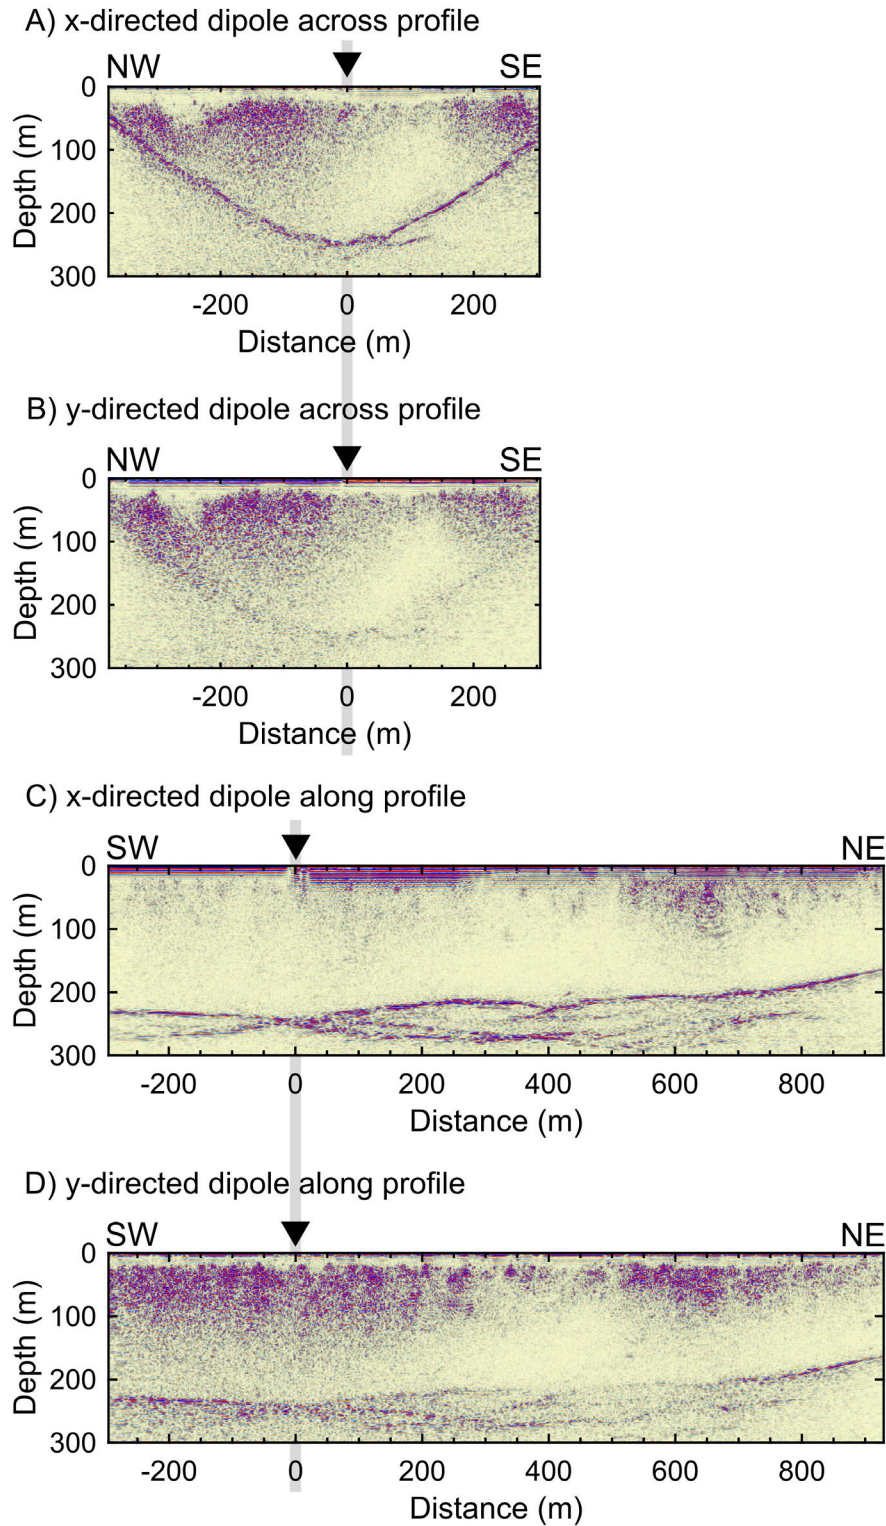 A) x-directed dipole across profile
NW SE
0
100
200
300
Depth (m)
-200 0 200
Distance (m)
B) y-directed dipole across profile
NW SE
0
100
200
300
Depth (m)
-200 0 200
Distance (m)
C) x-directed dipole along profile
SW NE
0
100
200
300
Depth (m)
-200 0 200 400 600 800
Distance (m)
D) y-directed dipole along profile
SW NE
0
100
200
300
Depth (m)
-200 0 200 400 600 800
Distance (m)